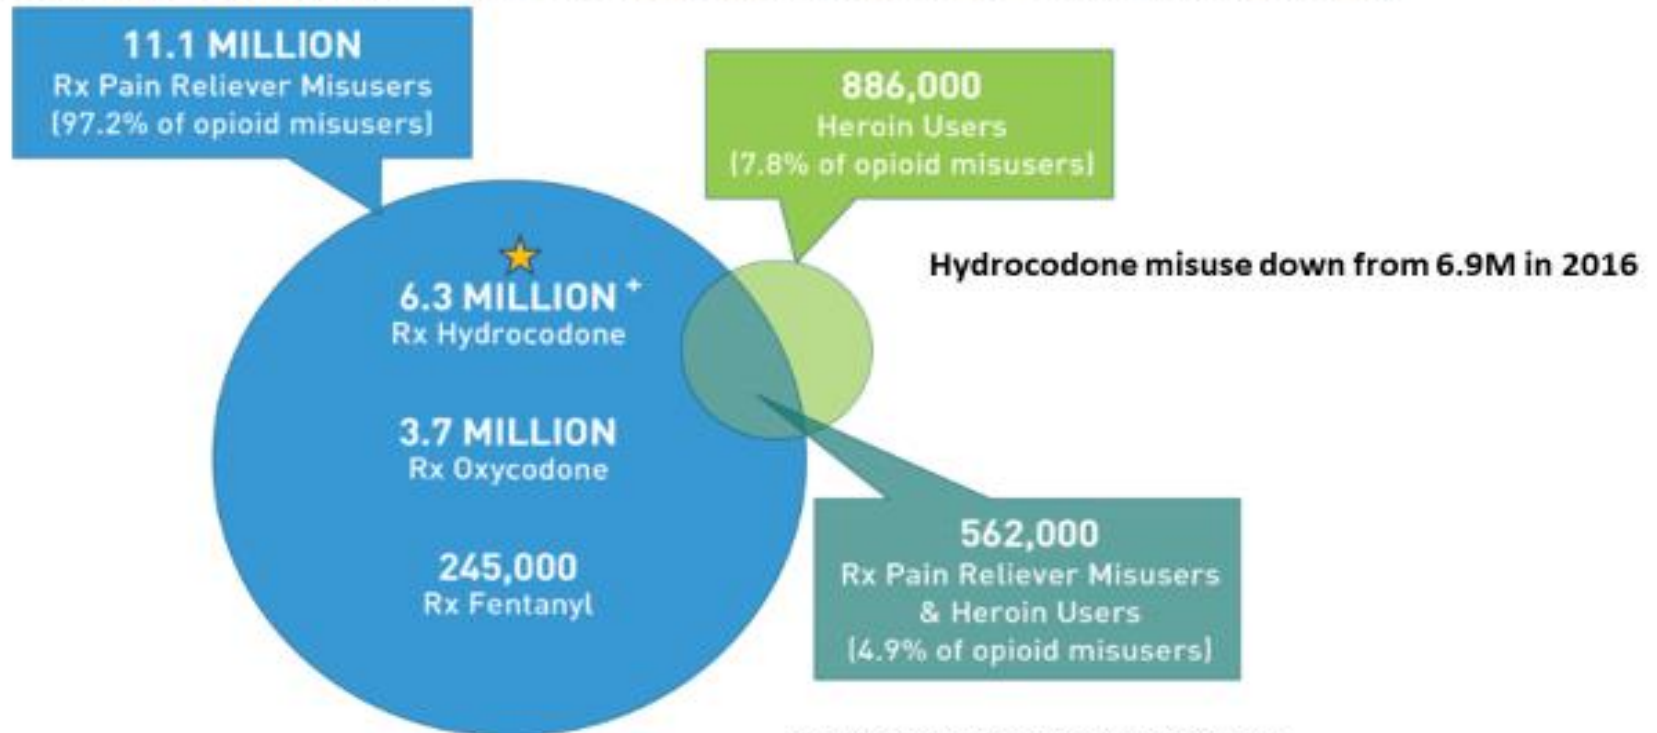 11.1 MILLION
Rx Pain Reliever Misusers
(97.2% of opioid misusers)
886,000
Heroin Users
(7.8% of opioid misusers)
Hydrocodone misuse down from 6.9M in 2016
6.3 MILLION +
Rx Hydrocodone
3.7 MILLION
Rx Oxycodone
245,000
Rx Fentanyl
562,000
Rx Pain Reliever Misusers
& Heroin Users
(4.9% of opioid misusers)